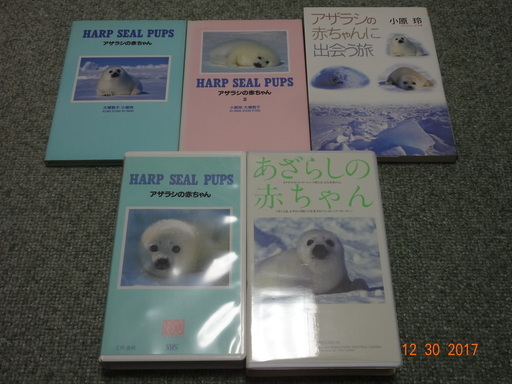 HARP SEAL PUPS
アザラシの赤ちゃん
HARP SEAL PUPS
アザラシの赤ちゃん
2
アザラシの
赤ちゃんに
出会う旅
小原 玲
HARP SEAL PUPS
アザラシの赤ちゃん
VHS
あざらしの
赤ちゃん
12 30 2017